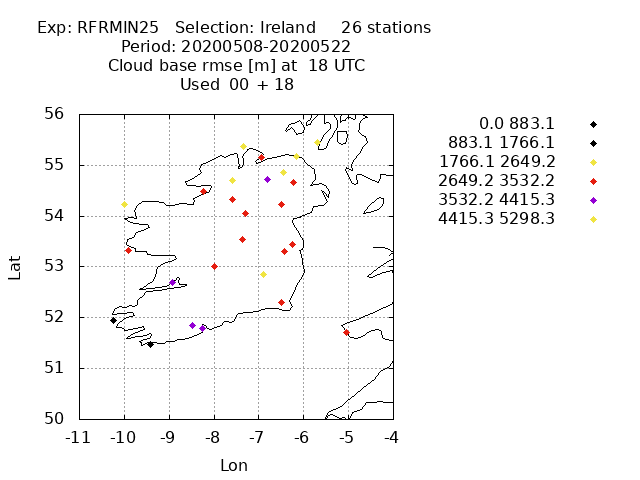 Exp: RFRMIN25 Selection: Ireland 26 stations
Period: 20200508-20200522
Cloud base rmse [m] at 18 UTC
Used 00 + 18
0.0 883.1
883.1 1766.1
1766.1 2649.2
2649.2 3532.2
3532.2 4415.3
4415.3 5298.3
56
55
54
53
52
51
50
Lat
-11 -10 -9 -8 -7 -6 -5 -4
Lon